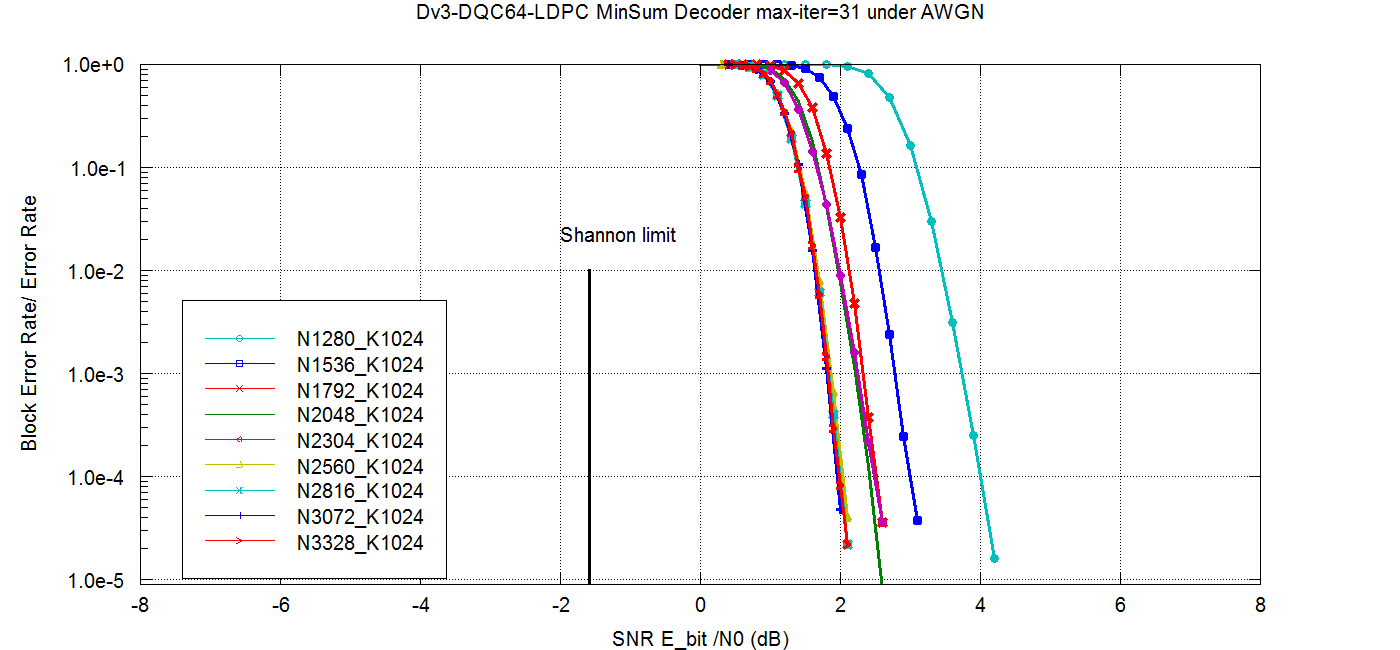 Dv3-DQC64-LDPC MinSum Decoder max-iter=31 under AWGN
1.0e+0
1.0e-1
1.0e-2
1.0e-3
1.0e-4
1.0e-5
Block Error Rate/ Error Rate
Shannon limit
N1280_K1024
N1536_K1024
N1792_K1024
N2048_K1024
N2304_K1024
N2560_K1024
N2816_K1024
N3072_K1024
N3328_K1024
-8 -6 -4 -2 0 2 4 6 8
SNR E_bit /N0 (dB)